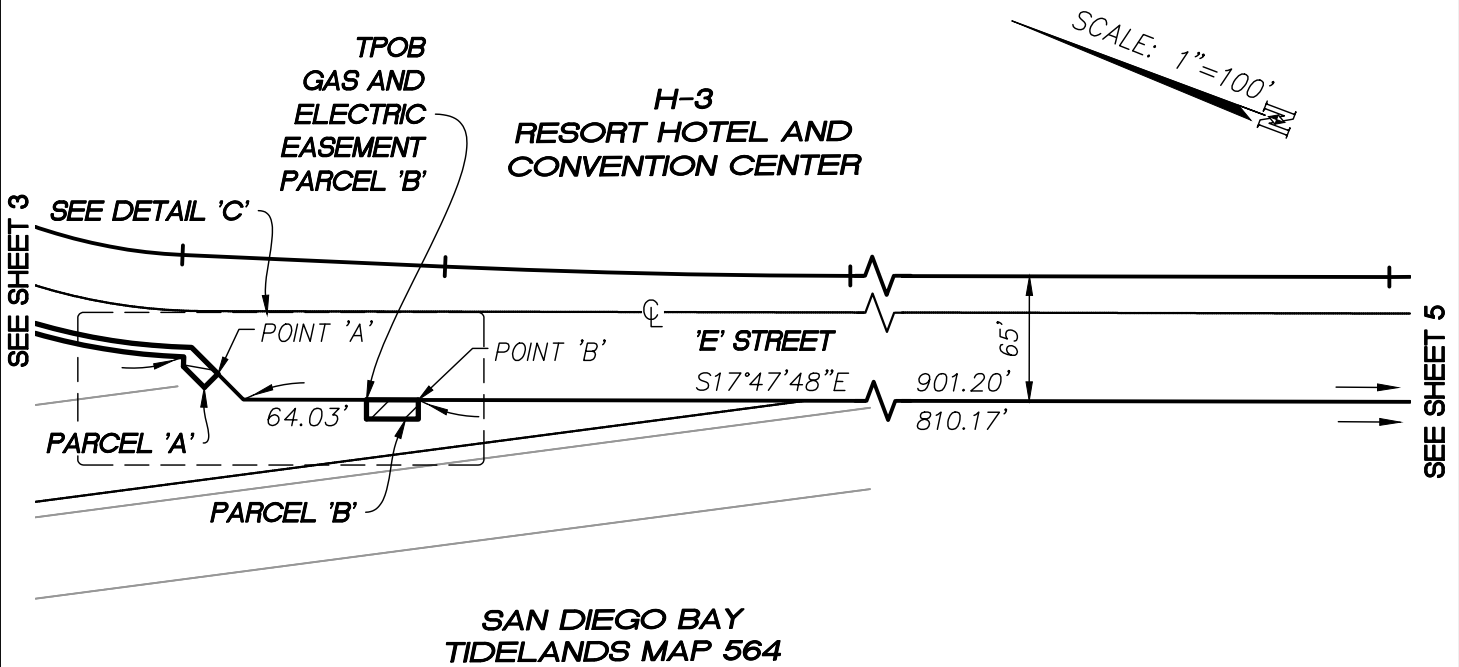 SCALE: 1"=100'
TPOB
GAS AND
ELECTRIC
EASEMENT
PARCEL 'B'
H-3
RESORT HOTEL AND
CONVENTION CENTER
SEE SHEET 3
SEE DETAIL 'C'
POINT 'A'
℄
'E' STREET
65'
POINT 'B'
S17°47'48"E
901.20'
64.03'
810.17'
PARCEL 'A'
PARCEL 'B'
SEE SHEET 5
SAN DIEGO BAY
TIDELANDS MAP 564